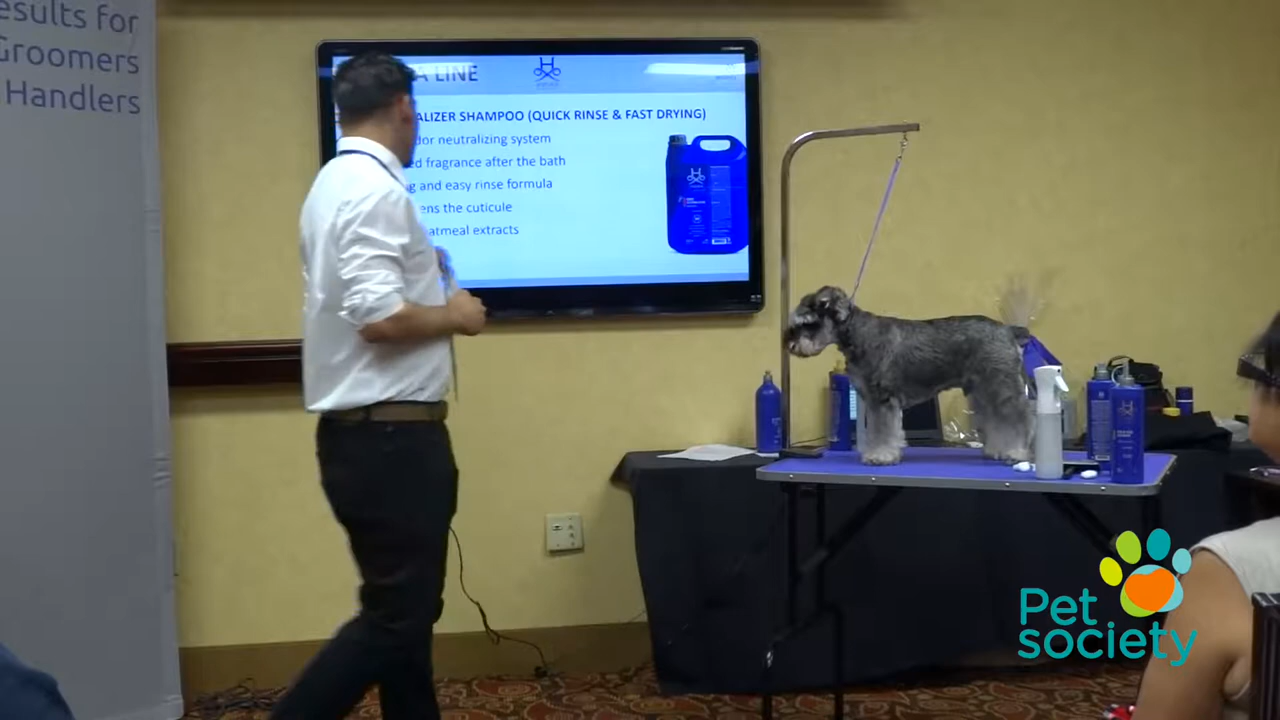 esults for
Groomers
Handlers
A LINE
ALIZER SHAMPOO (QUICK RINSE & FAST DRYING)
dor neutralizing system
ed fragrance after the bath
g and easy rinse formula
ens the cuticule
atmeal extracts
H
Pet
society